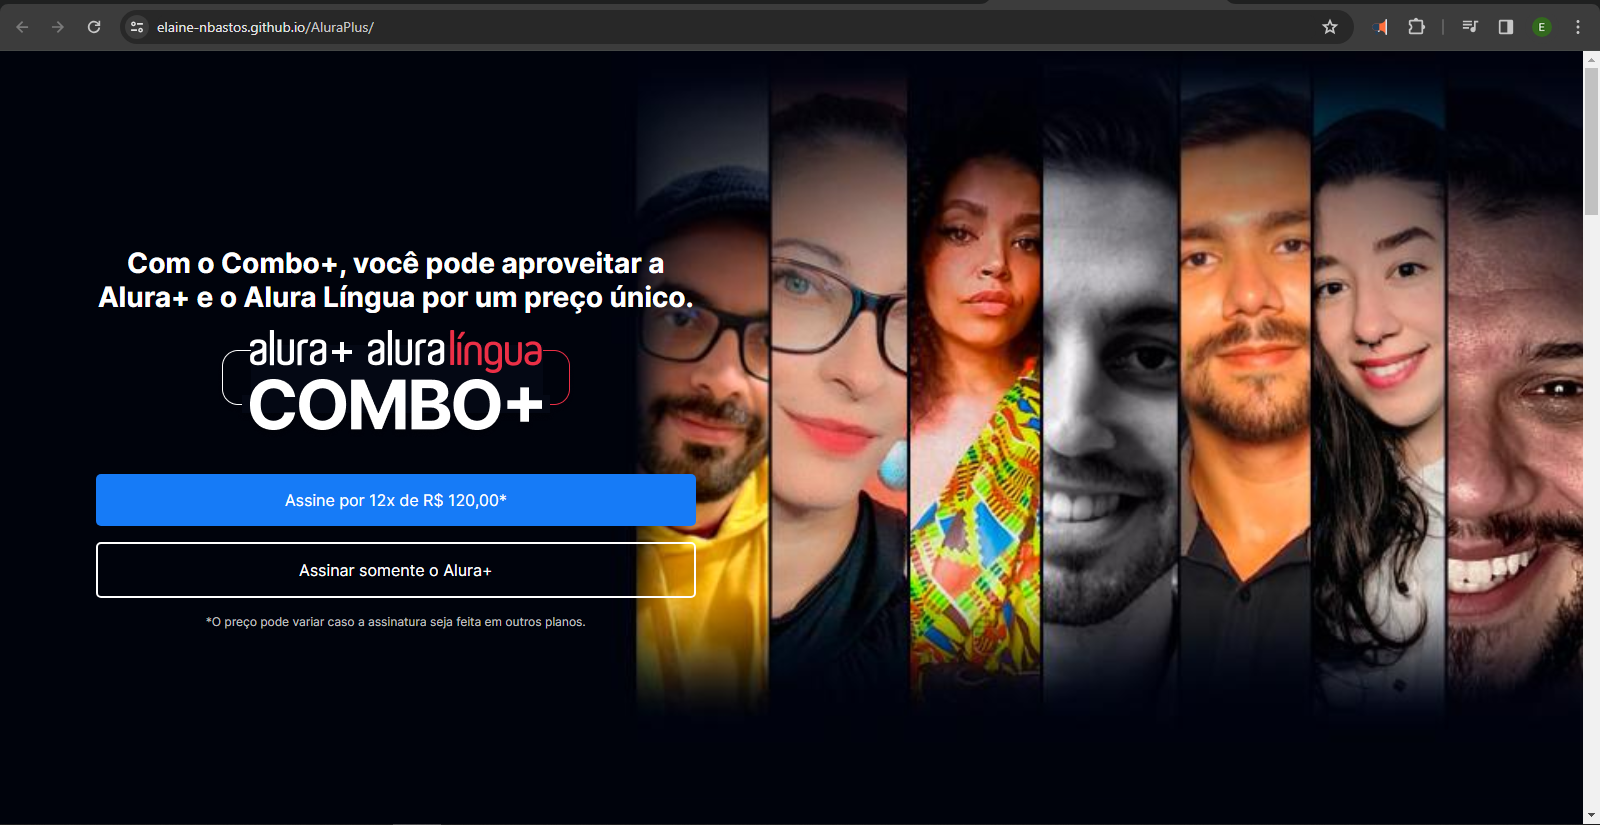 elaine-nbastos.github.io/AluraPlus/
E
Com o Combo+, você pode aproveitar a
Alura+ e o Alura Língua por um preço único.
alura+ aluralíngua
COMBO+
Assine por 12x de R$ 120,00*
Assinar somente o Alura+
*O preço pode variar caso a assinatura seja feita em outros planos.